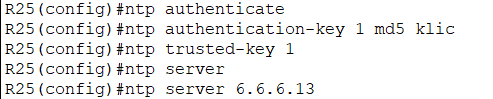 R25(config)#ntp authenticate
R25(config)#ntp authentication-key 1 md5 klic
R25(config)#ntp trusted-key 1
R25(config)#ntp server
R25(config)#ntp server 6.6.6.13